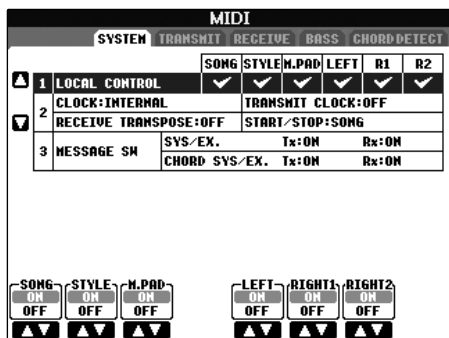 MIDI
SYSTEM TRANSMIT RECEIVE BASS CHORD DETECT
SONG STYLE M.PAD LEFT R1 R2
1 LOCAL CONTROL
2 CLOCK:INTERNAL TRANSMIT CLOCK:OFF
RECEIVE TRANSPOSE:OFF START/STOP:SONG
3 MESSAGE SW SYS/EX. Tx:ON Rx:ON
CHORD SYS/EX. Tx:ON Rx:ON
SONG STYLE M.PAD LEFT RIGHT1 RIGHT2
ON ON ON ON ON ON
OFF OFF OFF OFF OFF OFF